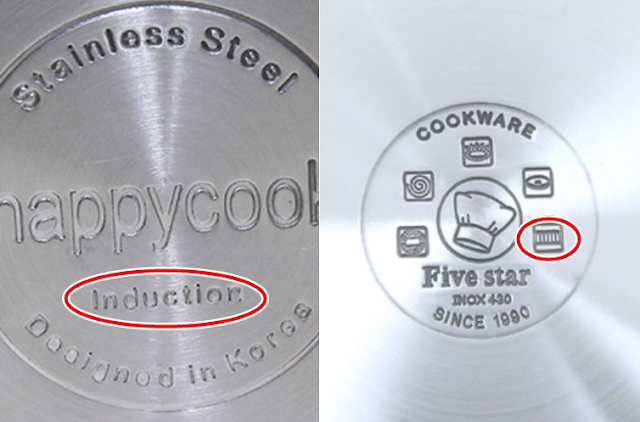 Stainless Steel
happycook
Induction
Designed in Korea
COOKWARE
Five star
INOX 430
SINCE 1990